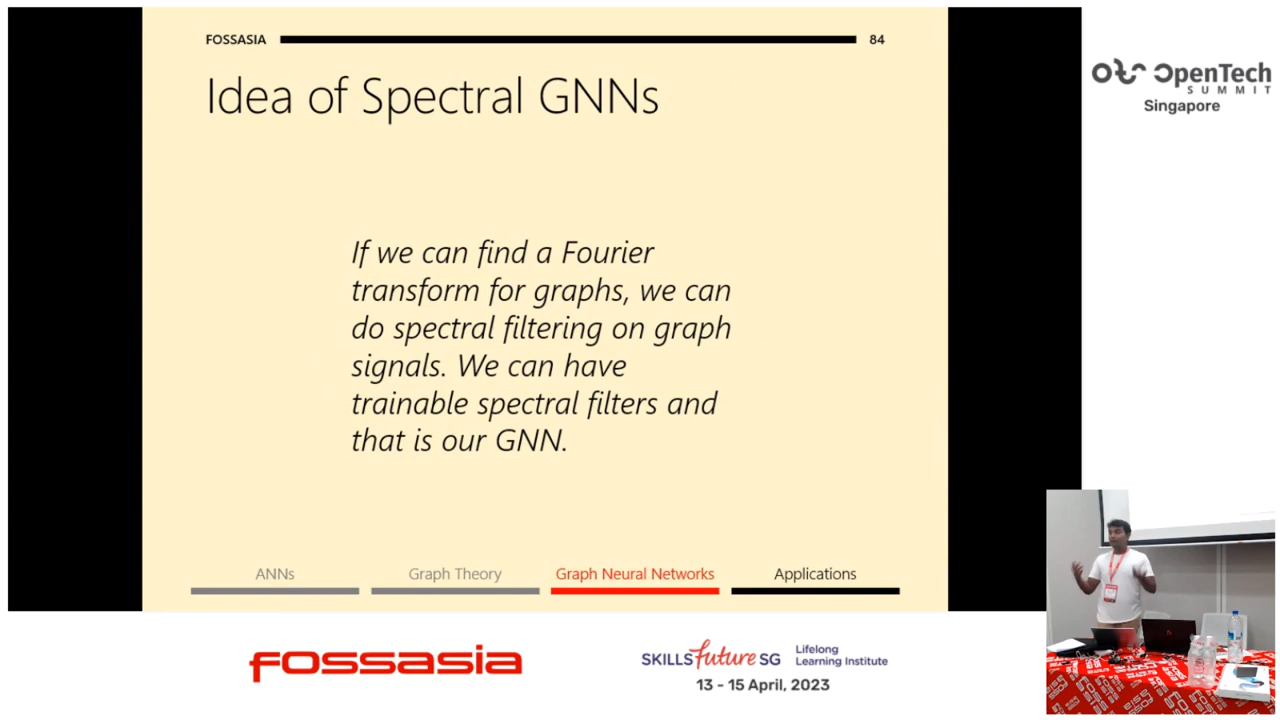 FOSSASIA
84
Idea of Spectral GNNs
If we can find a Fourier
transform for graphs, we can
do spectral filtering on graph
signals. We can have
trainable spectral filters and
that is our GNN.
ANNs
Graph Theory
Graph Neural Networks
Applications
OpenTech
SUMMIT
Singapore
fossasia
SKILLSfuture SG
Lifelong
Learning Institute
13 - 15 April, 2023